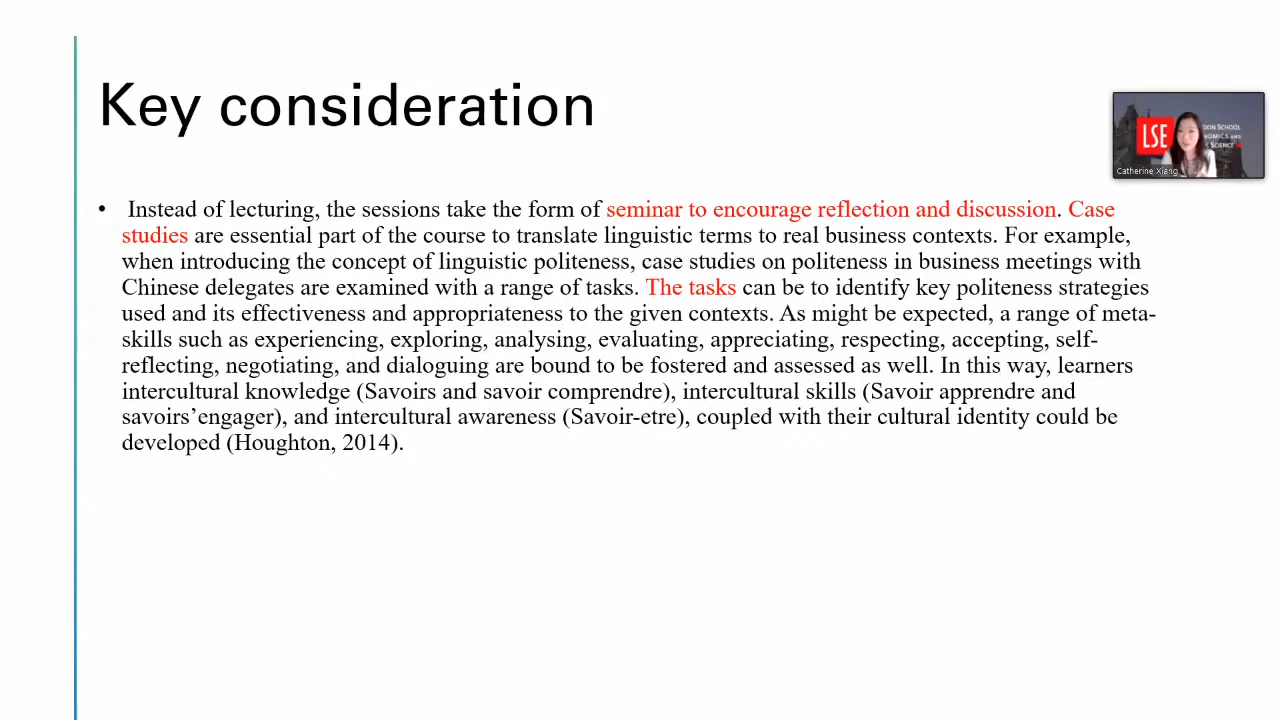 Key consideration
LSE
DON SCHOOL
NOMICS AND
SCIENCE
Catherine Xiang
• Instead of lecturing, the sessions take the form of seminar to encourage reflection and discussion. Case
studies are essential part of the course to translate linguistic terms to real business contexts. For example,
when introducing the concept of linguistic politeness, case studies on politeness in business meetings with
Chinese delegates are examined with a range of tasks. The tasks can be to identify key politeness strategies
used and its effectiveness and appropriateness to the given contexts. As might be expected, a range of meta-
skills such as experiencing, exploring, analysing, evaluating, appreciating, respecting, accepting, self-
reflecting, negotiating, and dialoguing are bound to be fostered and assessed as well. In this way, learners
intercultural knowledge (Savoirs and savoir comprendre), intercultural skills (Savoir apprendre and
savoirs’engager), and intercultural awareness (Savoir-etre), coupled with their cultural identity could be
developed (Houghton, 2014).